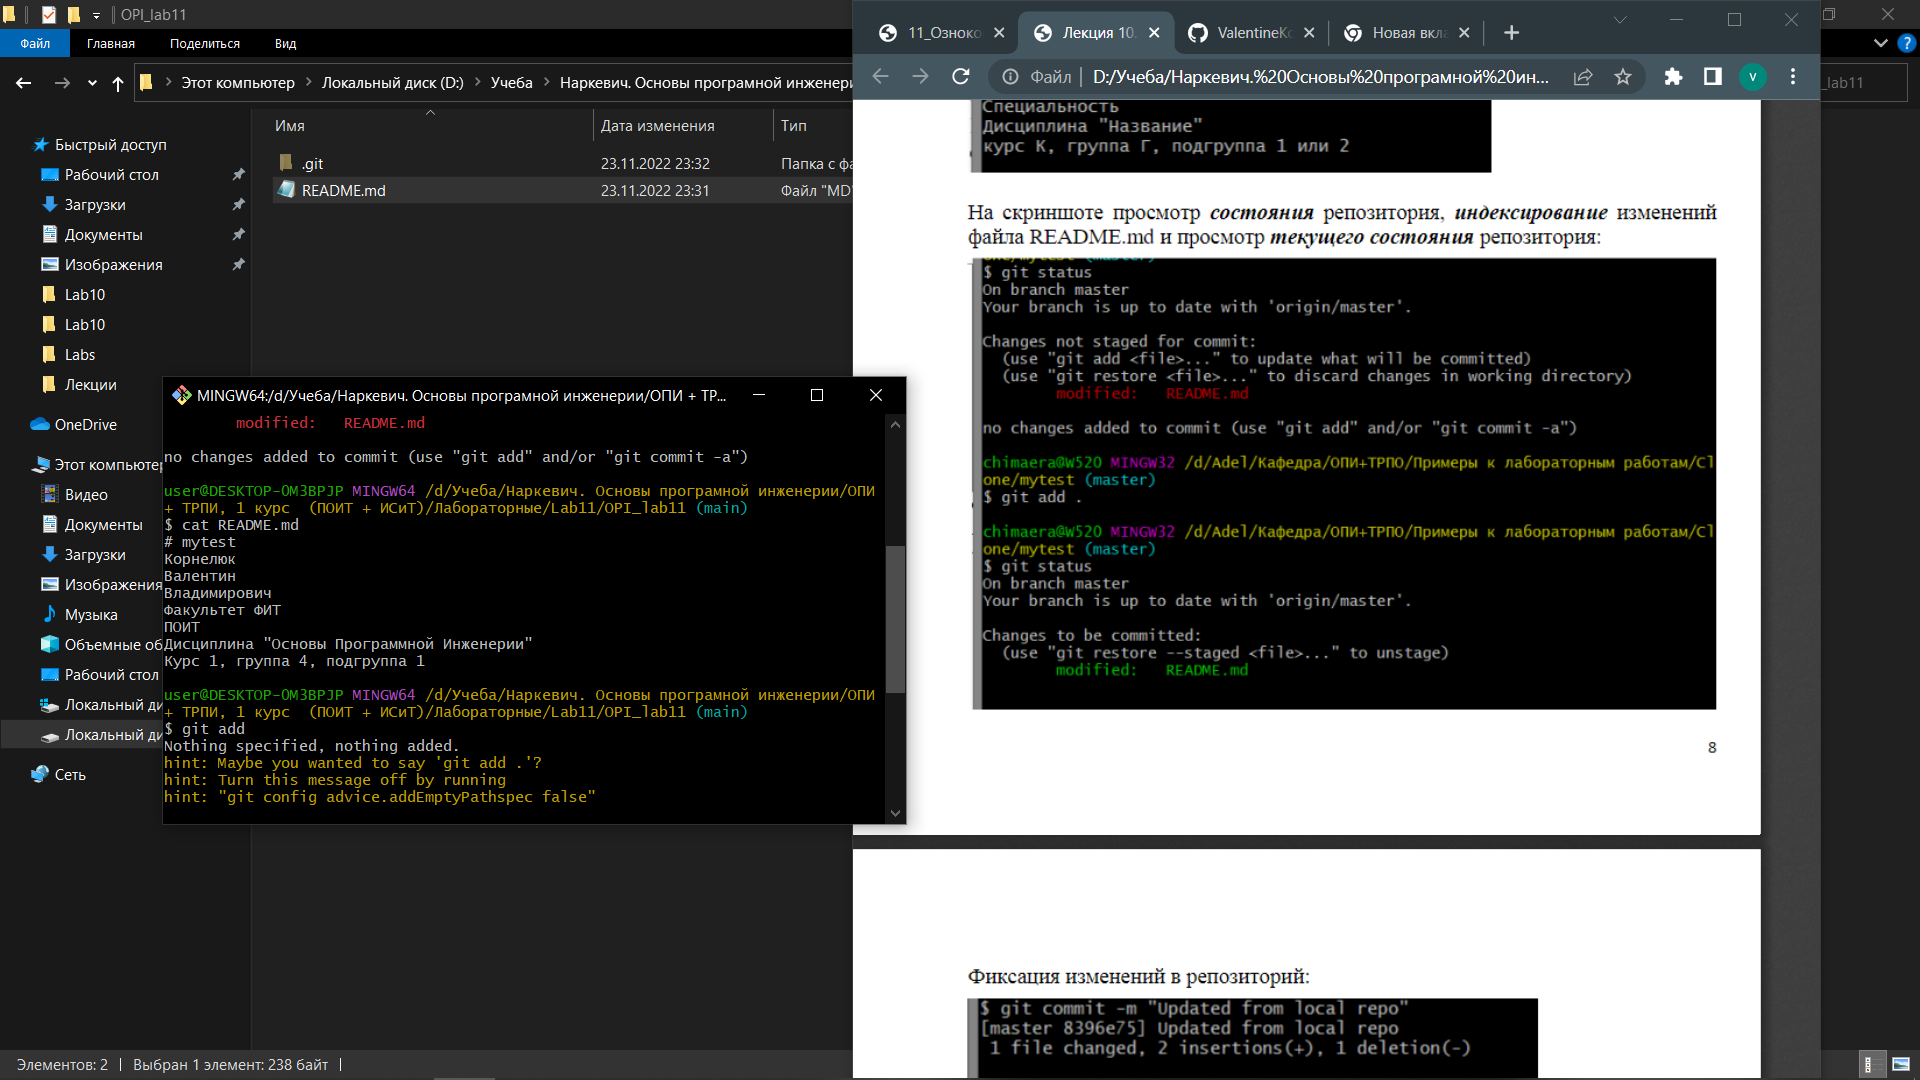 OPI_lab11
Файл
Главная
Поделиться
Вид
Этот компьютер
Локальный диск (D:)
Учеба
Наркевич. Основы програмной инженери
_lab11
Имя
Дата изменения
Тип
.git
23.11.2022 23:32
Папка с фа
README.md
23.11.2022 23:31
Файл "MD"
Быстрый доступ
Рабочий стол
Загрузки
Документы
Изображения
Lab10
Lab10
Labs
Лекции
OneDrive
Этот компьютер
Видео
Документы
Загрузки
Изображения
Музыка
Объемные об
Рабочий стол
Локальный ди
Локальный ди
Сеть
Элементов: 2
Выбран 1 элемент: 238 байт
MINGW64:/d/Учеба/Наркевич. Основы програмной инженерии/ОПИ + ТР...
modified:   README.md
no changes added to commit (use "git add" and/or "git commit -a")
user@DESKTOP-OM3BPJP MINGW64 /d/Учеба/Наркевич. Основы програмной инженерии/ОПИ
+ ТРПИ, 1 курс  (ПОИТ + ИСиТ)/Лабораторные/Lab11/OPI_lab11 (main)
$ cat README.md
# mytest
Корнелюк
Валентин
Владимирович
Факультет ФИТ
ПОИТ
Дисциплина "Основы Программной Инженерии"
Курс 1, группа 4, подгруппа 1
user@DESKTOP-OM3BPJP MINGW64 /d/Учеба/Наркевич. Основы програмной инженерии/ОПИ
+ ТРПИ, 1 курс  (ПОИТ + ИСиТ)/Лабораторные/Lab11/OPI_lab11 (main)
$ git add
Nothing specified, nothing added.
hint: Maybe you wanted to say 'git add .'?
hint: Turn this message off by running
hint: "git config advice.addEmptyPathspec false"
11_Озноко
Лекция 10.
ValentineKo
Новая вкла
Файл
D:/Учеба/Наркевич.%20Основы%20програмной%20ин...
v
Специальность
Дисциплина "Название"
курс К, группа Г, подгруппа 1 или 2
На скриншоте просмотр состояния репозитория, индексирование изменений
файла README.md и просмотр текущего состояния репозитория:
one/mytest (master)
$ git status
On branch master
Your branch is up to date with 'origin/master'.
Changes not staged for commit:
(use "git add <file>..." to update what will be committed)
(use "git restore <file>..." to discard changes in working directory)
modified:   README.md
no changes added to commit (use "git add" and/or "git commit -a")
chimaera@W520 MINGW32 /d/Adel/Кафедра/ОПИ+ТРПО/Примеры к лабораторным работам/Cl
one/mytest (master)
$ git add .
chimaera@W520 MINGW32 /d/Adel/Кафедра/ОПИ+ТРПО/Примеры к лабораторным работам/Cl
one/mytest (master)
$ git status
On branch master
Your branch is up to date with 'origin/master'.
Changes to be committed:
(use "git restore --staged <file>..." to unstage)
modified:   README.md
8
Фиксация изменений в репозиторий:
$ git commit -m "Updated from local repo"
[master 8396e75] Updated from local repo
1 file changed, 2 insertions(+), 1 deletion(-)